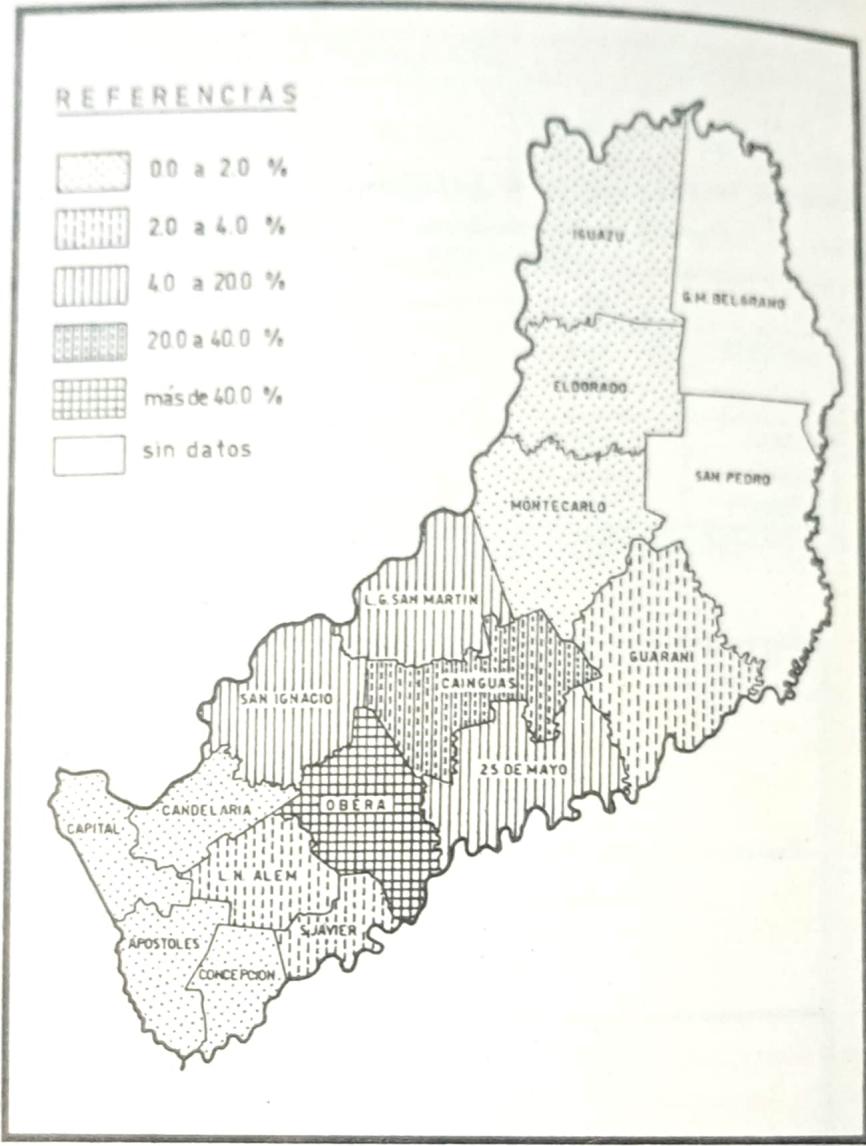 REFERENCIAS
0.0 a 2.0 %
2.0 a 4.0 %
4.0 a 20.0 %
20.0 a 40.0 %
más de 40.0 %
sin datos
IGUAZU
G.M. BELGRANO
ELDORADO
SAN PEDRO
MONTECARLO
L.G. SAN MARTIN
GUARANI
CAINGUAS
SAN IGNACIO
25 DE MAYO
OBERA
CANDELARIA
CAPITAL
L.N. ALEM
S.JAVIER
APOSTOLES
CONCEPCION